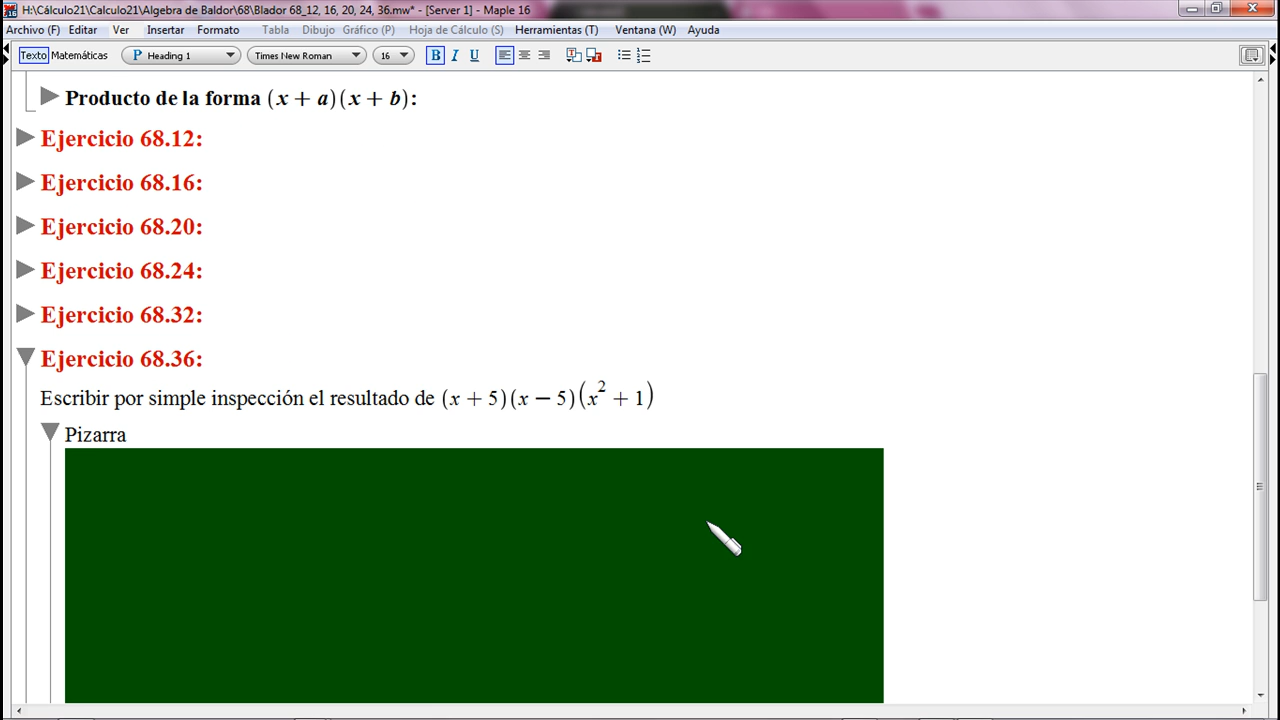 H:\Cálculo21\Calculo21\Algebra de Baldor\68\Blador 68_12, 16, 20, 24, 36.mw* - [Server 1] - Maple 16
Archivo (F) Editar Ver Insertar Formato Tabla Dibujo Gráfico (P) Hoja de Cálculo (S) Herramientas (T) Ventana (W) Ayuda
Texto Matemáticas P Heading 1 Times New Roman 16 B I U
Producto de la forma (x + a)(x + b):
Ejercicio 68.12:
Ejercicio 68.16:
Ejercicio 68.20:
Ejercicio 68.24:
Ejercicio 68.32:
Ejercicio 68.36:
Escribir por simple inspección el resultado de (x + 5)(x − 5)(x² + 1)
Pizarra